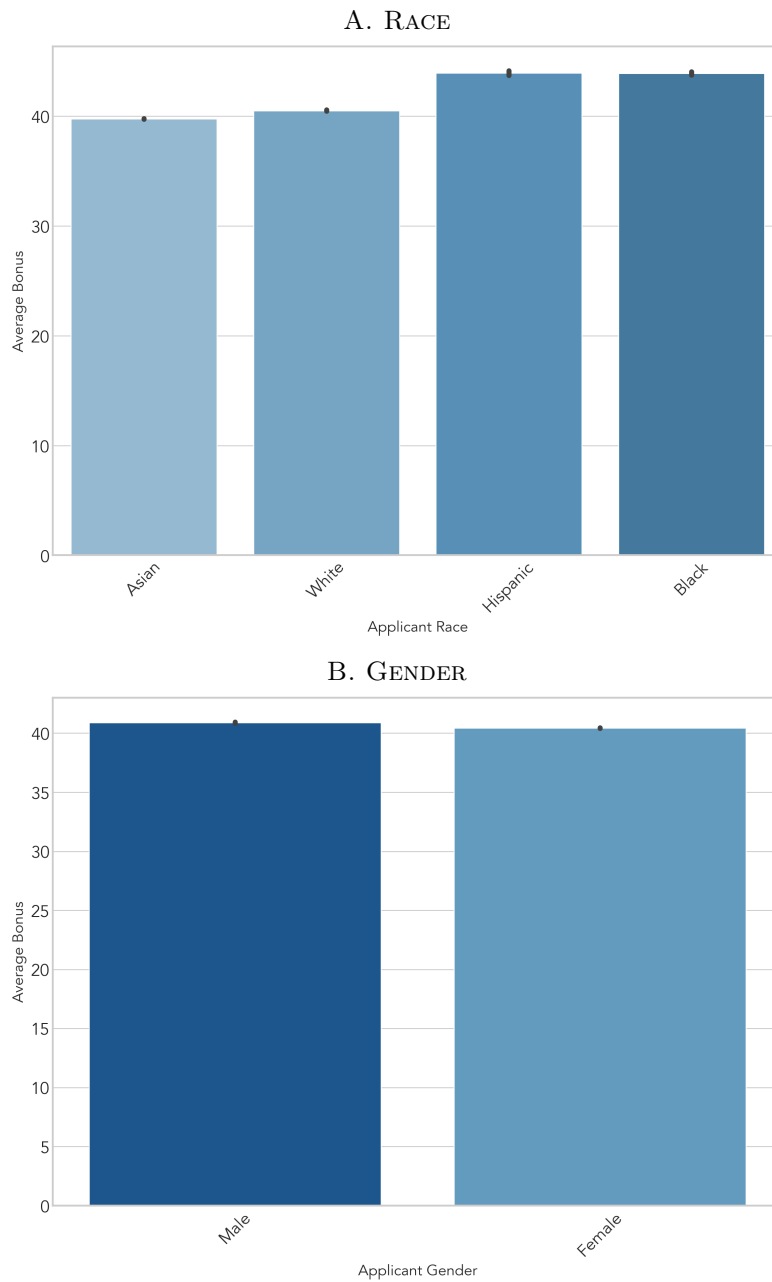 A. RACE
40
30
20
10
0
Average Bonus
Asian
White
Hispanic
Black
Applicant Race
B. GENDER
40
35
30
25
20
15
10
5
0
Average Bonus
Male
Female
Applicant Gender